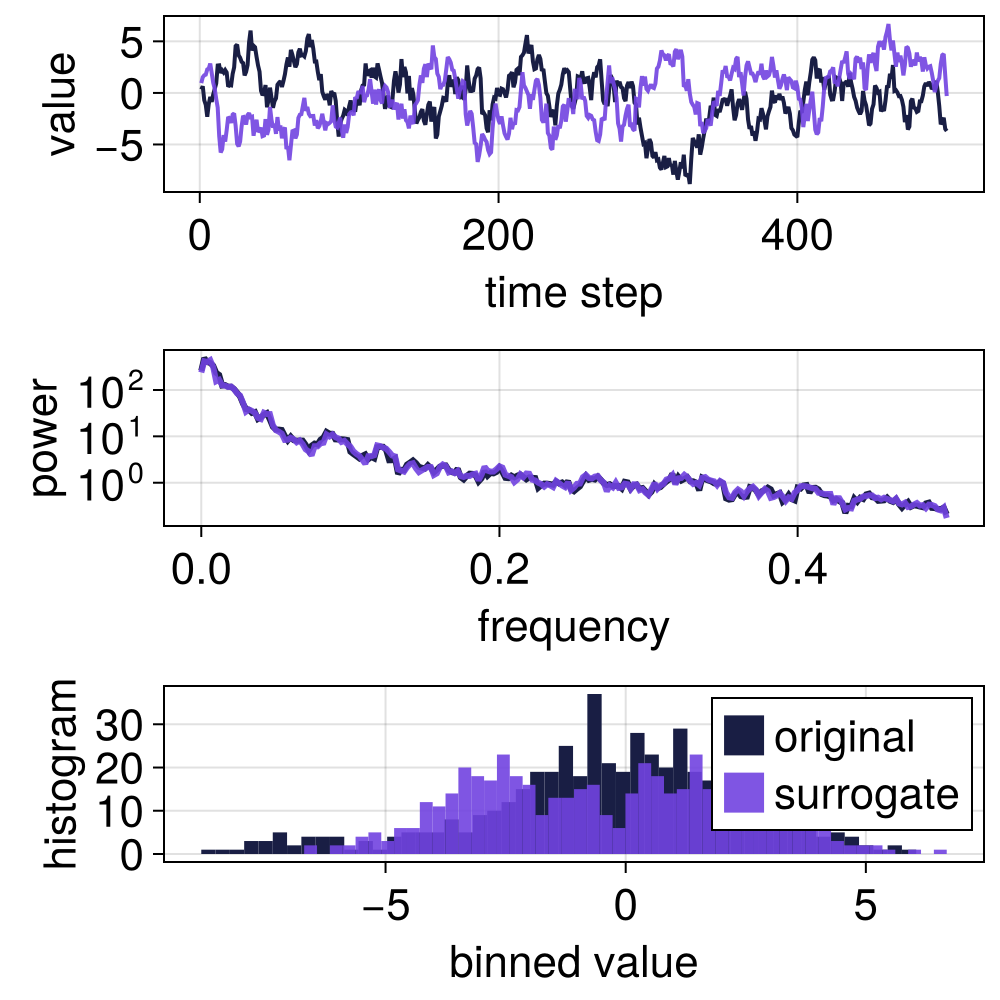 value
5
0
−5
0 200 400
time step
power
10²
10¹
10⁰
0.0 0.2 0.4
frequency
histogram
30
20
10
0
original
surrogate
−5 0 5
binned value